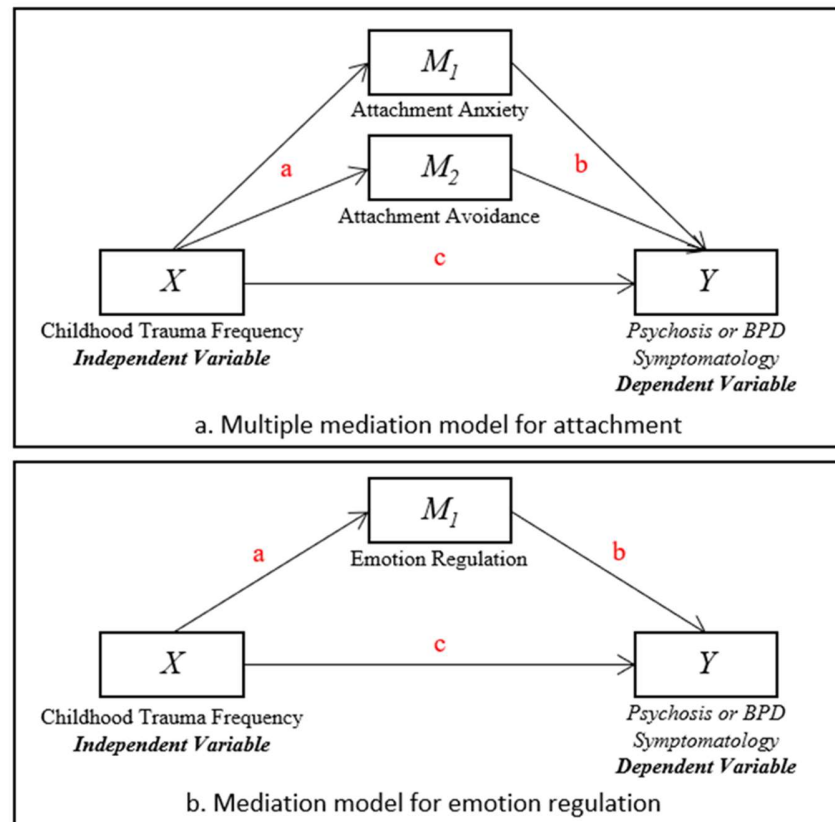 M1
Attachment Anxiety
a
M2
b
Attachment Avoidance
c
X
Y
Childhood Trauma Frequency
Independent Variable
Psychosis or BPD
Symptomatology
Dependent Variable
a. Multiple mediation model for attachment
M1
a
Emotion Regulation
b
c
X
Y
Childhood Trauma Frequency
Independent Variable
Psychosis or BPD
Symptomatology
Dependent Variable
b. Mediation model for emotion regulation